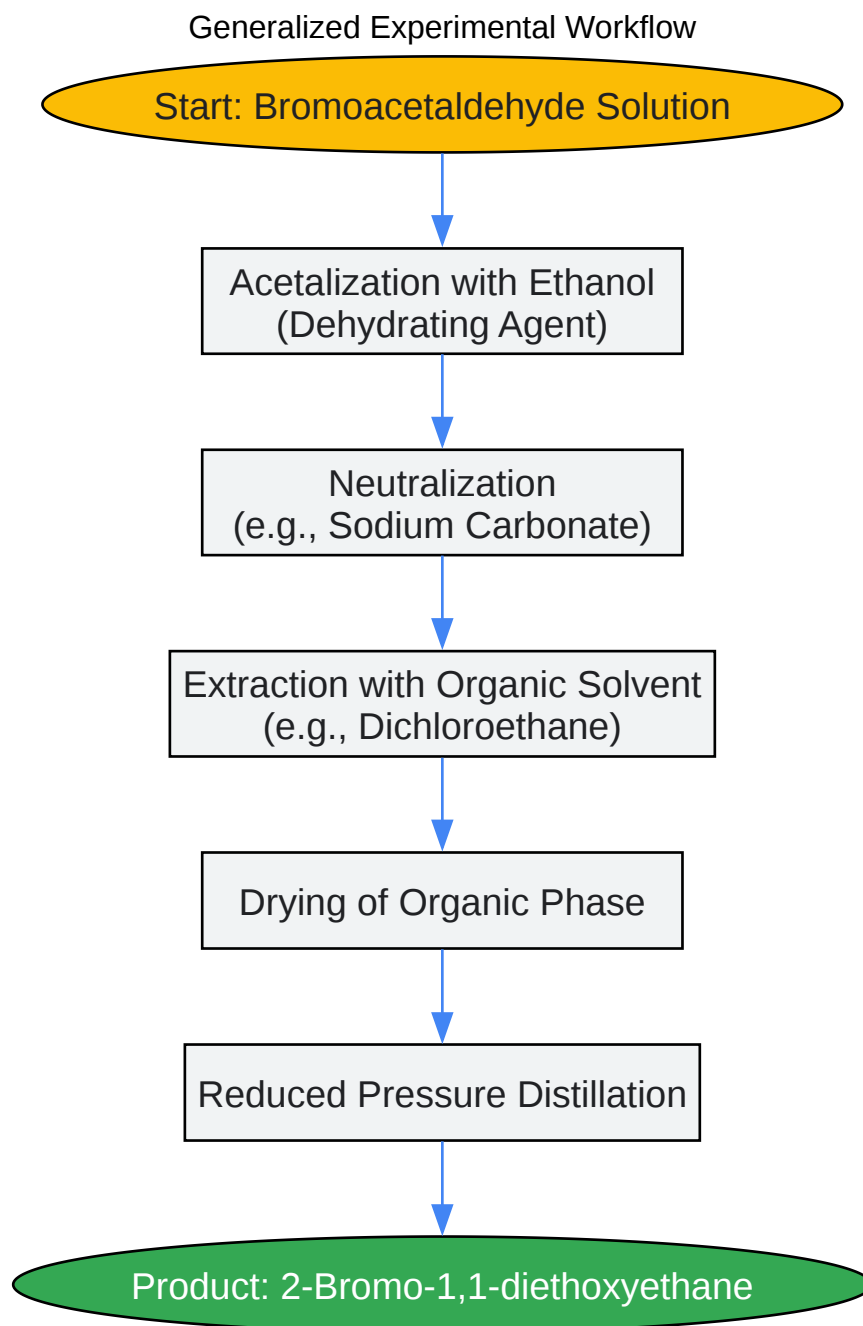 Generalized Experimental Workflow
Start: Bromoacetaldehyde Solution
Acetalization with Ethanol
(Dehydrating Agent)
Neutralization
(e.g., Sodium Carbonate)
Extraction with Organic Solvent
(e.g., Dichloroethane)
Drying of Organic Phase
Reduced Pressure Distillation
Product: 2-Bromo-1,1-diethoxyethane